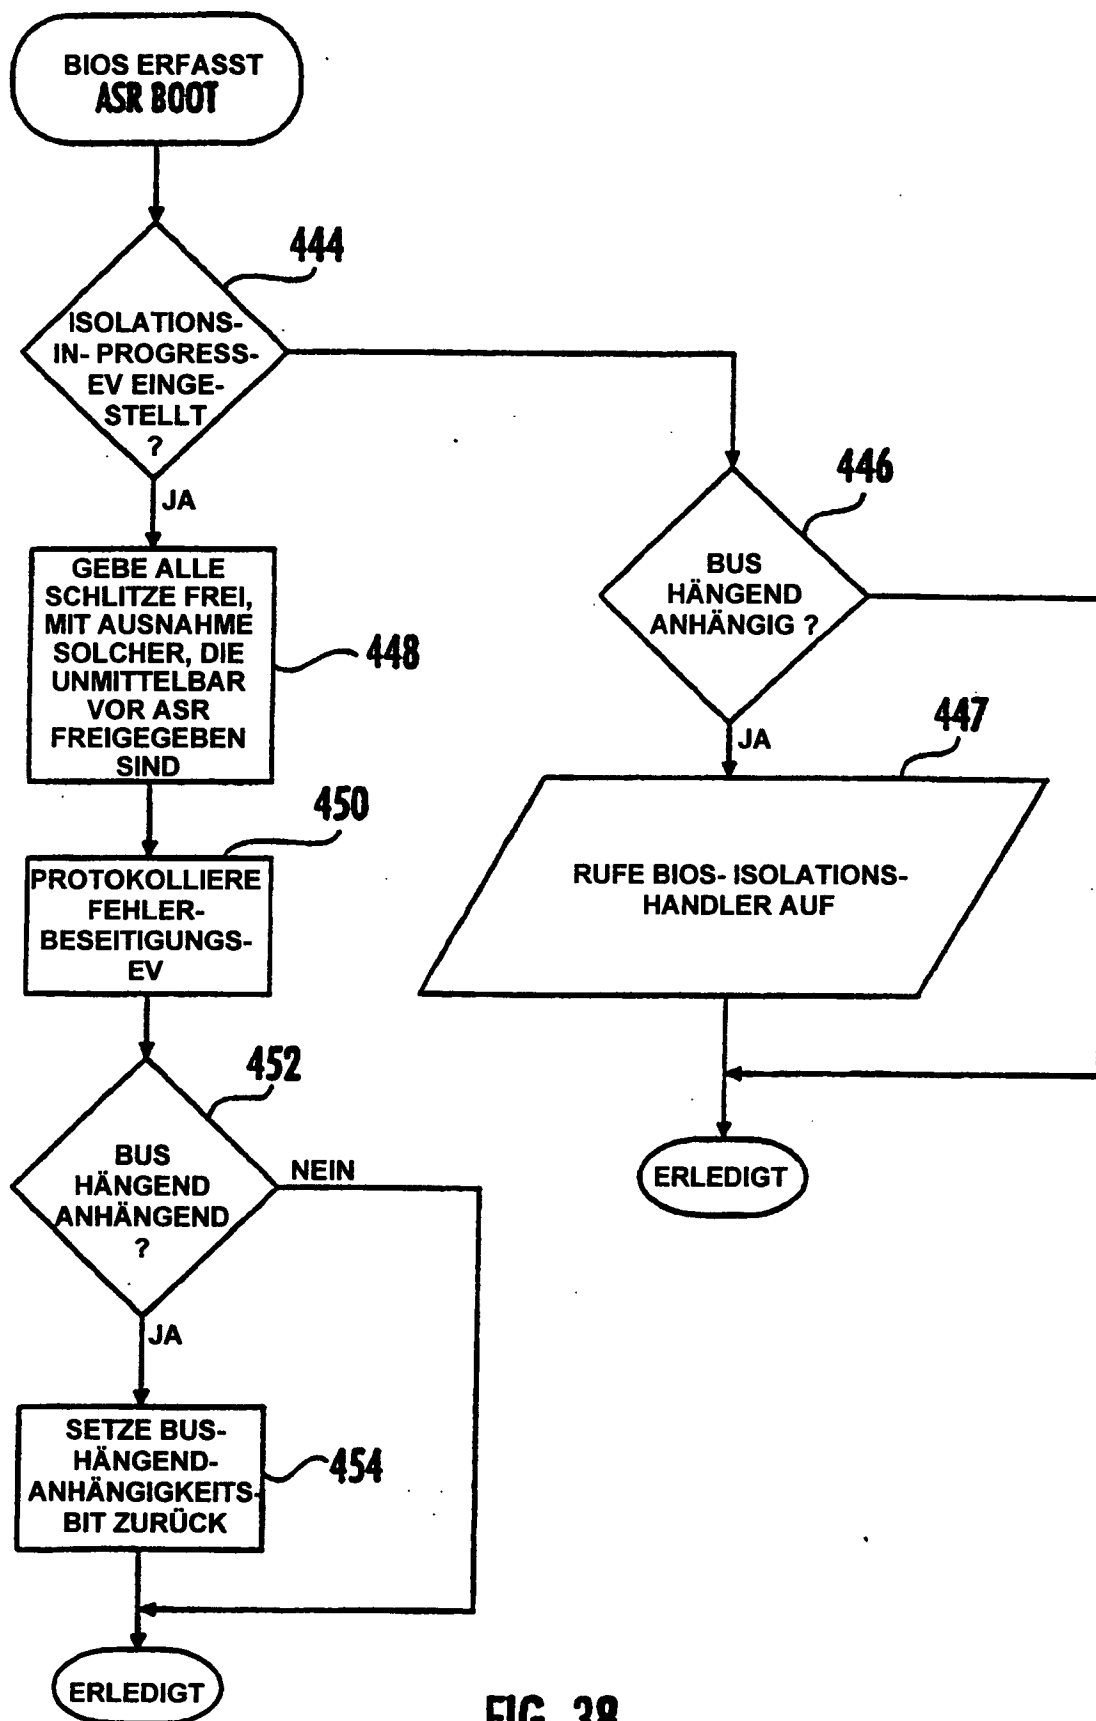 BIOS ERFASST
ASR BOOT
444
ISOLATIONS-
IN- PROGRESS-
EV EINGE-
STELLT
?
JA
446
BUS
HÄNGEND
ANHÄNGIG ?
JA
GEBE ALLE
SCHLITZE FREI,
MIT AUSNAHME
SOLCHER, DIE
UNMITTELBAR
VOR ASR
FREIGEGEBEN
SIND
448
447
RUFE BIOS- ISOLATIONS-
HANDLER AUF
450
PROTOKOLLIERE
FEHLER-
BESEITIGUNGS-
EV
452
BUS
HÄNGEND
ANHÄNGEND
?
NEIN
JA
ERLEDIGT
SETZE BUS-
HÄNGEND-
ANHÄNGIGKEITS-
BIT ZURÜCK
454
ERLEDIGT
FIG. 38